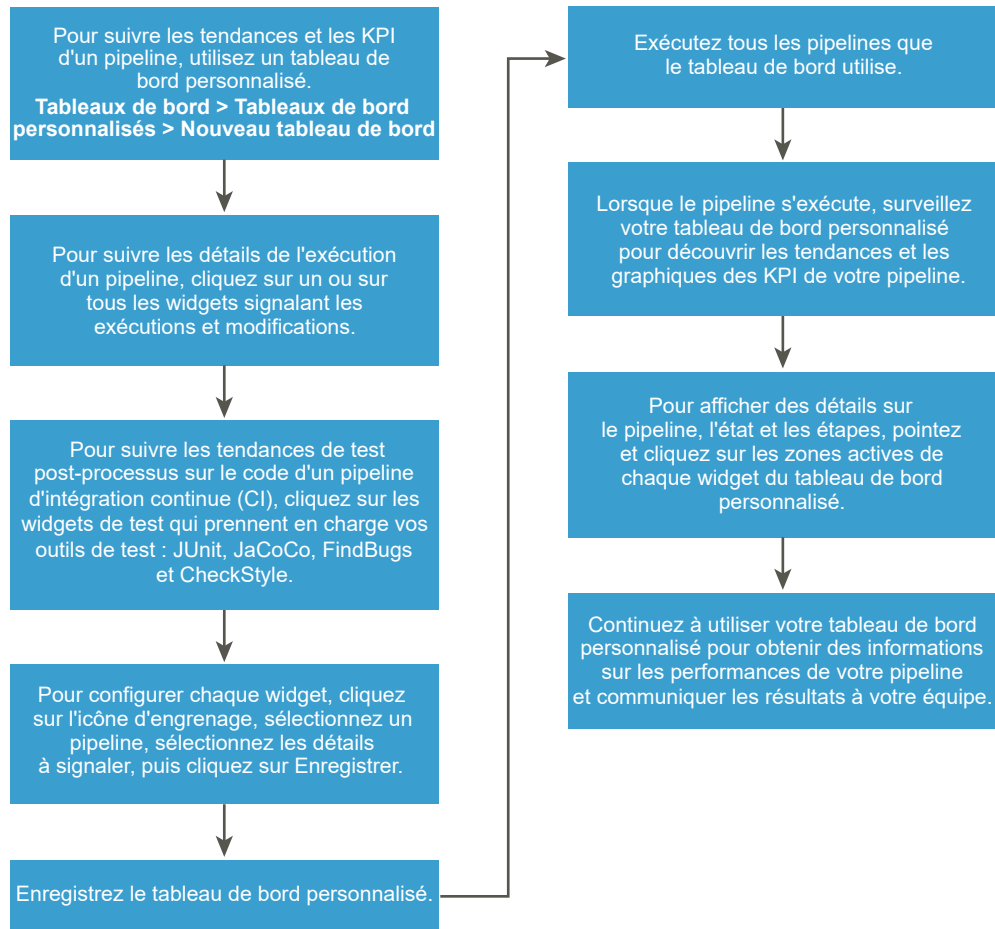 Pour suivre les tendances et les KPI
d'un pipeline, utilisez un tableau de
bord personnalisé.
Tableaux de bord > Tableaux de bord
personnalisés > Nouveau tableau de bord
Pour suivre les détails de l'exécution
d'un pipeline, cliquez sur un ou sur
tous les widgets signalant les
exécutions et modifications.
Pour suivre les tendances de test
post-processus sur le code d'un pipeline
d'intégration continue (CI), cliquez sur les
widgets de test qui prennent en charge vos
outils de test : JUnit, JaCoCo, FindBugs
et CheckStyle.
Pour configurer chaque widget, cliquez
sur l'icône d'engrenage, sélectionnez un
pipeline, sélectionnez les détails
à signaler, puis cliquez sur Enregistrer.
Enregistrez le tableau de bord personnalisé.
Exécutez tous les pipelines que
le tableau de bord utilise.
Lorsque le pipeline s'exécute, surveillez
votre tableau de bord personnalisé
pour découvrir les tendances et les
graphiques des KPI de votre pipeline.
Pour afficher des détails sur
le pipeline, l'état et les étapes, pointez
et cliquez sur les zones actives de
chaque widget du tableau de bord
personnalisé.
Continuez à utiliser votre tableau de bord
personnalisé pour obtenir des informations
sur les performances de votre pipeline
et communiquer les résultats à votre équipe.